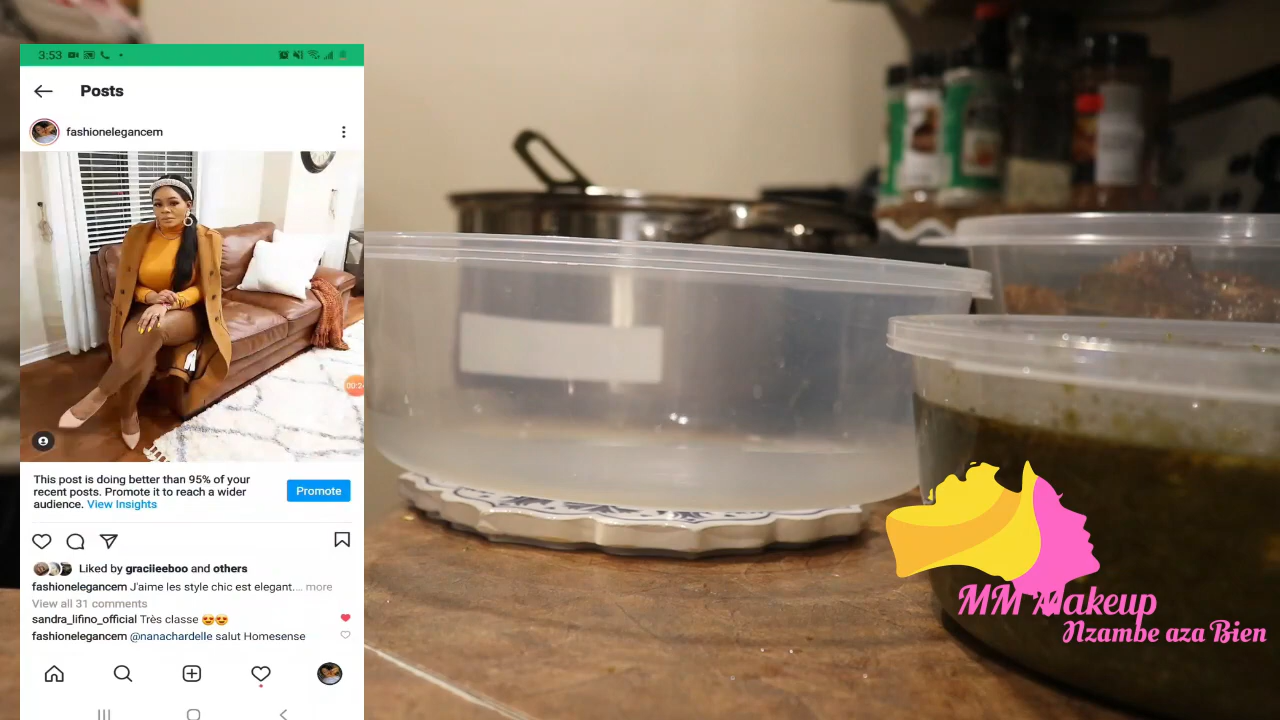 3:53
Posts
fashionelegancem
00:24
This post is doing better than 95% of your
recent posts. Promote it to reach a wider
audience. View Insights
Promote
Liked by graciieeboo and others
fashionelegancem J'aime les style chic est elegant... more
View all 31 comments
sandra_lifino_official Très classe 😍😍
fashionelegancem @nanachardelle salut Homesense
MM Makeup
Nzambe aza Bien